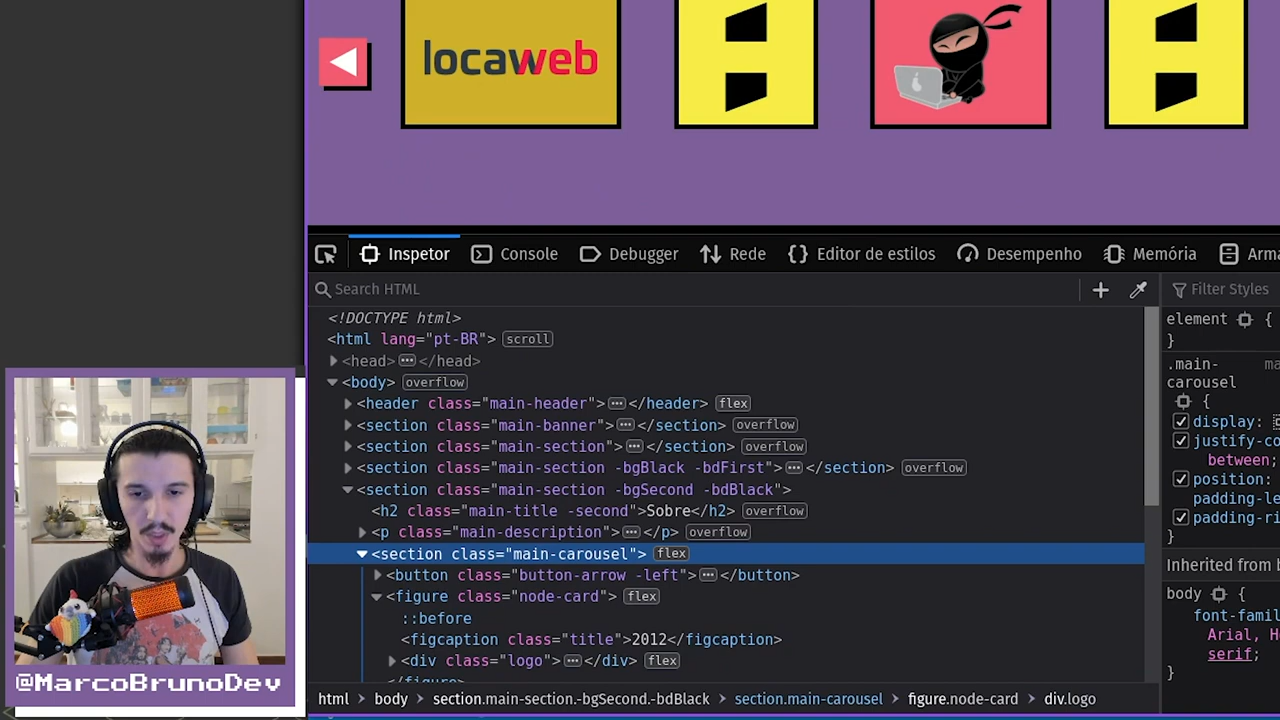 locaweb
Inspetor Console Debugger Rede {} Editor de estilos Desempenho Memória Arma
Search HTML
Filter Styles
<!DOCTYPE html>
<html lang="pt-BR"> scroll
<head> ••• </head>
<body> overflow
<header class="main-header"> ••• </header> flex
<section class="main-banner"> ••• </section> overflow
<section class="main-section"> ••• </section> overflow
<section class="main-section -bgBlack -bdFirst"> ••• </section> overflow
<section class="main-section -bgSecond -bdBlack">
<h2 class="main-title -second">Sobre</h2> overflow
<p class="main-description"> ••• </p> overflow
<section class="main-carousel"> flex
<button class="button-arrow -left"> ••• </button>
<figure class="node-card"> flex
::before
<figcaption class="title">2012</figcaption>
<div class="logo"> ••• </div> flex
</figure>
html > body > section.main-section.-bgSecond.-bdBlack > section.main-carousel > figure.node-card > div.logo
element {
}
.main-
carousel
{
display:
justify-co
between;
position:
padding-le
padding-ri
}
Inherited from b
body {
font-famil
Arial, H
serif;
}
@MarcoBrunoDev